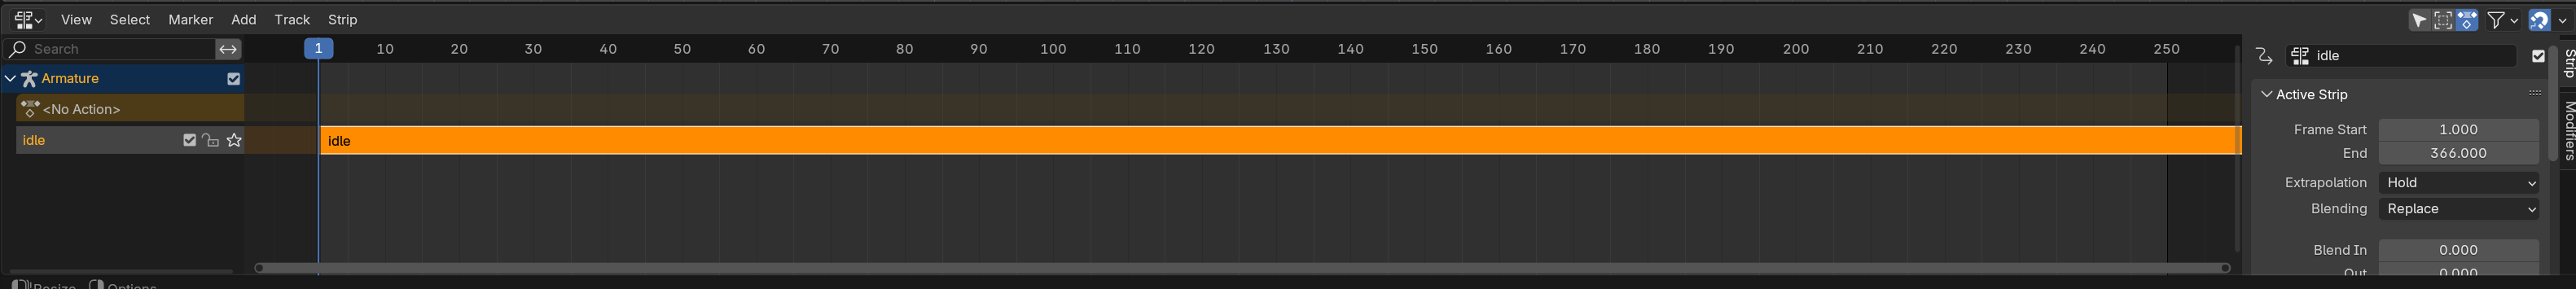 View Select Marker Add Track Strip
Search
1 10 20 30 40 50 60 70 80 90 100 110 120 130 140 150 160 170 180 190 200 210 220 230 240 250
idle
Armature
<No Action>
idle
idle
Active Strip
Frame Start 1.000
End 366.000
Extrapolation Hold
Blending Replace
Blend In 0.000
Out 0.000
Strip
Modifiers
Resize Options